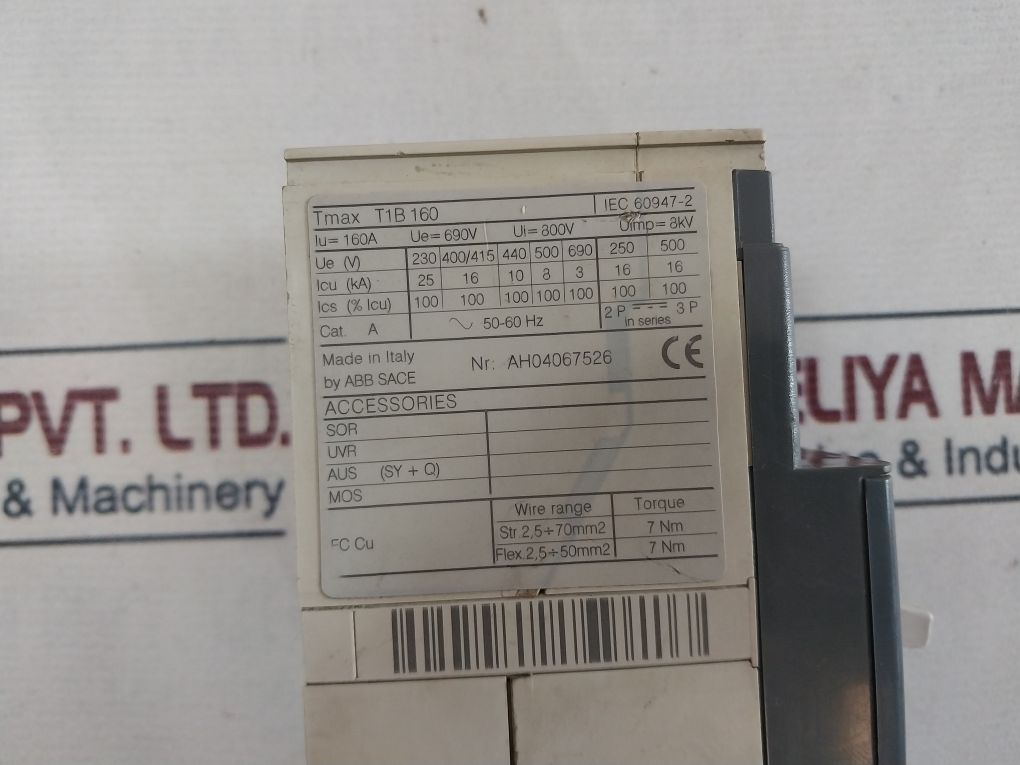 Tmax T1B 160 IEC 60947-2
Iu= 160A Ue= 690V Ui= 800V Uimp= 8kV
Ue (V) 230 400/415 440 500 690 250 500
Icu (kA) 25 16 10 8 3 16 16
Ics (% Icu) 100 100 100 100 100 100 100
Cat. A 50-60 Hz 2 P 3 P
in series
Made in Italy
by ABB SACE
Nr: AH04067526 CE
ACCESSORIES
SOR
UVR
AUS (SY + Q)
MOS
FC Cu
Wire range Torque
Str.2,5÷70mm2 7 Nm
Flex.2,5÷50mm2 7 Nm
PVT. LTD.
& Machinery
ELIYA MA
& Indu